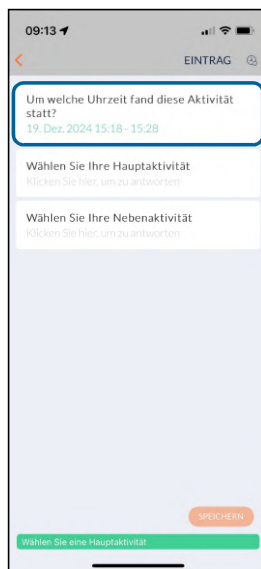 09:13
EINTRAG
Um welche Uhrzeit fand diese Aktivität
statt?
19. Dez. 2024 15:18 - 15:28
Wählen Sie Ihre Hauptaktivität
Klicken Sie hier, um zu antworten
Wählen Sie Ihre Nebenaktivität
Klicken Sie hier, um zu antworten
SPEICHERN
Wählen Sie eine Hauptaktivität